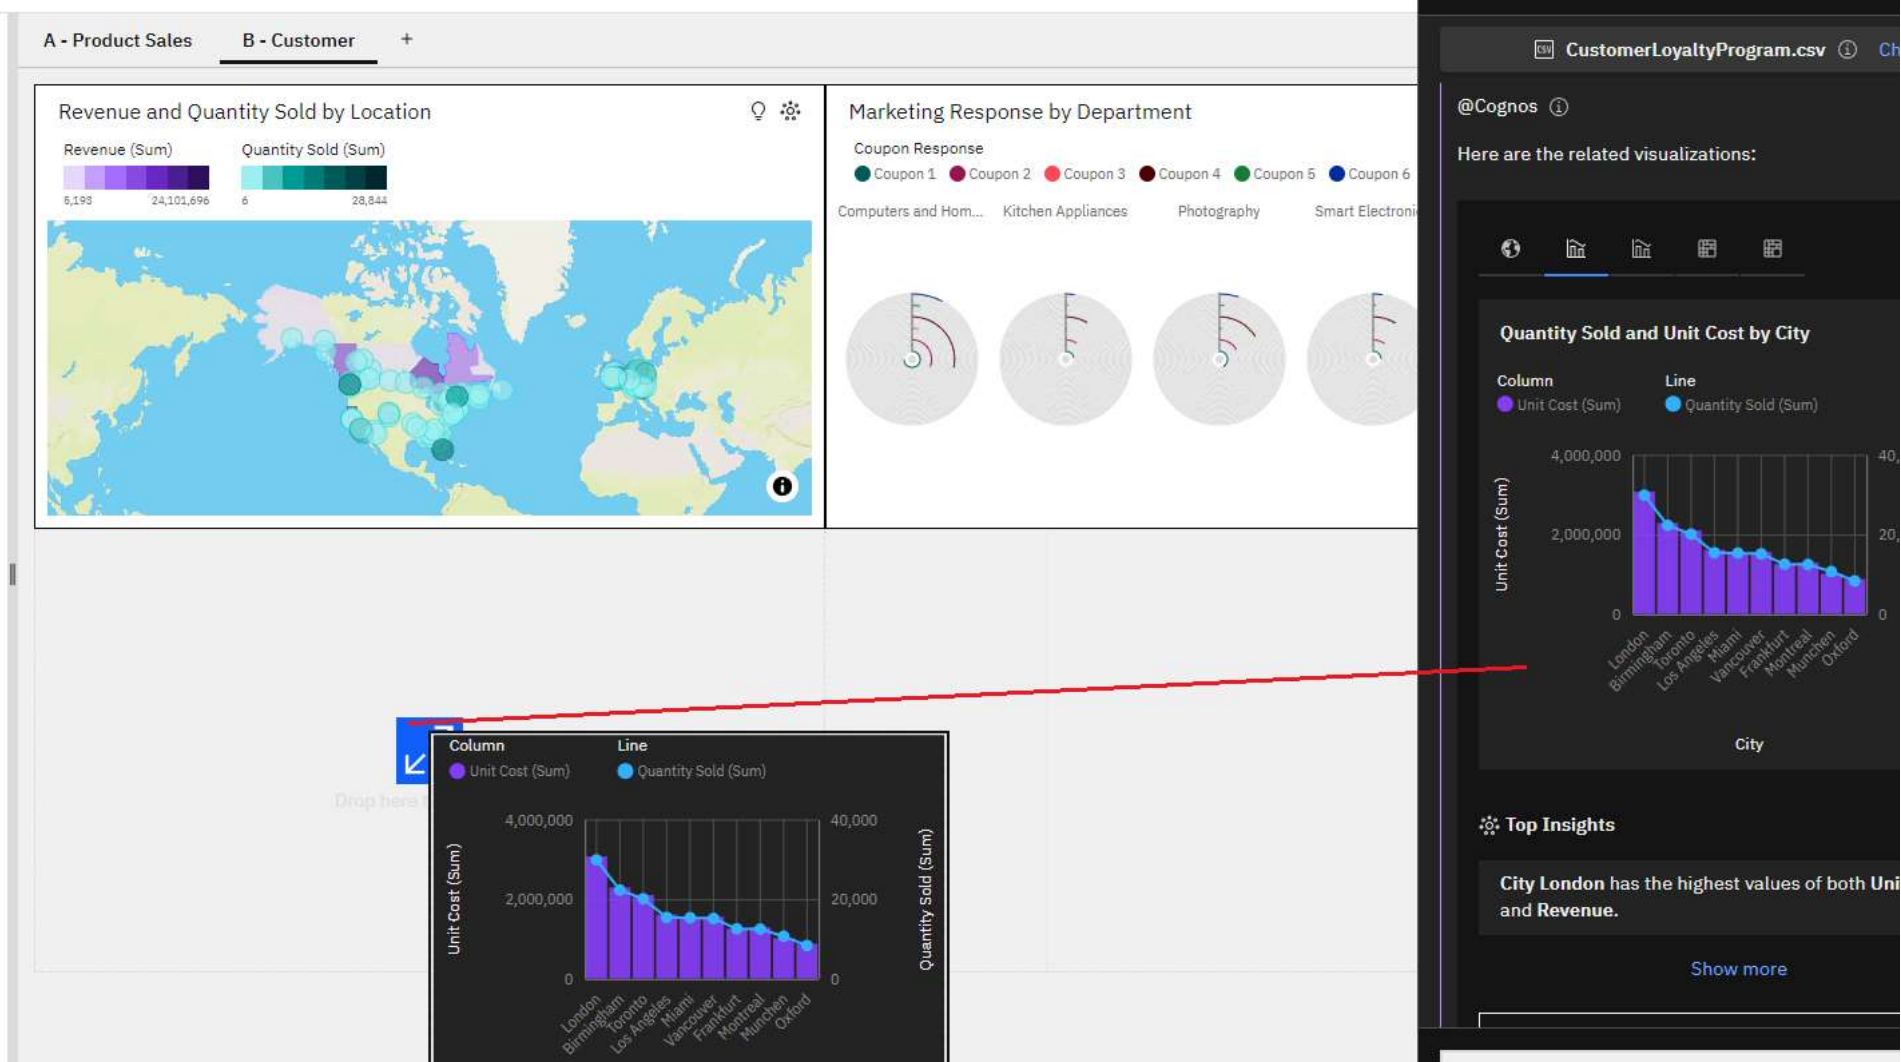 A - Product Sales
B - Customer
+
Revenue and Quantity Sold by Location
Revenue (Sum)
Quantity Sold (Sum)
24,101,696
6
28,844
Marketing Response by Department
Coupon Response
Coupon 1
Coupon 2
Coupon 3
Coupon 4
Coupon 5
Coupon 6
Computers and Hom...
Kitchen Appliances
Photography
Smart Electroni
Drop here
Column
Line
Unit Cost (Sum)
Quantity Sold (Sum)
4,000,000
2,000,000
0
40,000
20,000
0
Unit Cost (Sum)
Quantity Sold (Sum)
London
Birmingham
Toronto
Los Angeles
Miami
Vancouver
Frankfurt
Montreal
Munchen
Oxford
CSV
CustomerLoyaltyProgram.csv
Ch
@Cognos
Here are the related visualizations:
Quantity Sold and Unit Cost by City
Column
Line
Unit Cost (Sum)
Quantity Sold (Sum)
4,000,000
2,000,000
0
40,
20,
0
Unit Cost (Sum)
London
Birmingham
Toronto
Los Angeles
Miami
Vancouver
Frankfurt
Montreal
Munchen
Oxford
City
Top Insights
City London has the highest values of both Uni
and Revenue.
Show more